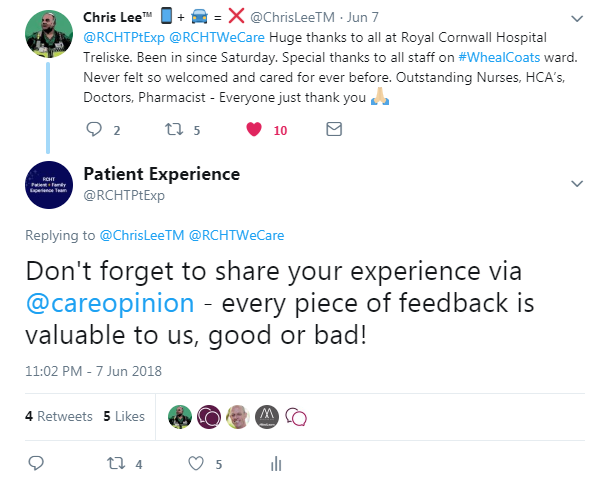 Chris Lee™ 📱 + 🚘 = ❌ @ChrisLeeTM · Jun 7
@RCHTPtExp @RCHTWeCare Huge thanks to all at Royal Cornwall Hospital
Treliske. Been in since Saturday. Special thanks to all staff on #WhealCoats ward.
Never felt so welcomed and cared for ever before. Outstanding Nurses, HCA's,
Doctors, Pharmacist - Everyone just thank you 🙏🏼
2 5 10
RCHT
Patient + Family
Experience Team
Patient Experience
@RCHTPtExp
Replying to @ChrisLeeTM @RCHTWeCare
Don't forget to share your experience via
@careopinion - every piece of feedback is
valuable to us, good or bad!
11:02 PM - 7 Jun 2018
4 Retweets 5 Likes
4 5